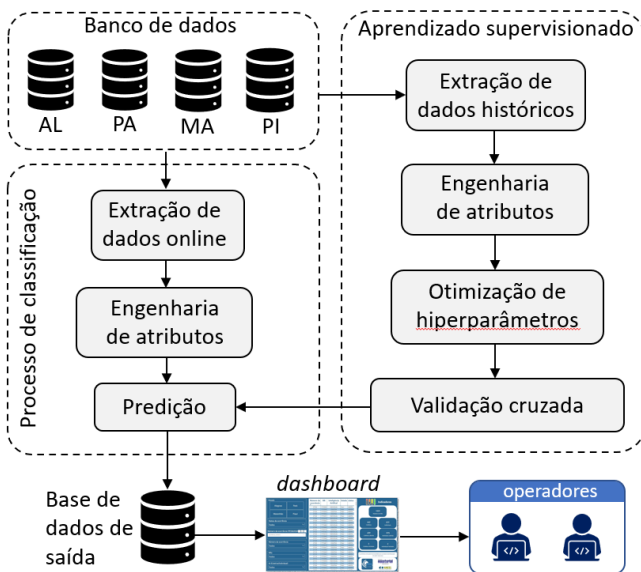 Banco de dados
AL
PA
MA
PI
Aprendizado supervisionado
Extração de
dados históricos
Engenharia
de atributos
Otimização de
hiperparâmetros
Validação cruzada
Processo de classificação
Extração de
dados online
Engenharia
de atributos
Predição
Base de
dados de
saída
dashboard
operadores